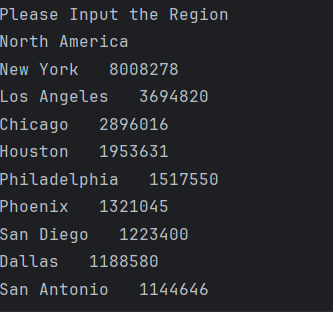 Please Input the Region
North America
New York   8008278
Los Angeles   3694820
Chicago   2896016
Houston   1953631
Philadelphia   1517550
Phoenix   1321045
San Diego   1223400
Dallas   1188580
San Antonio   1144646